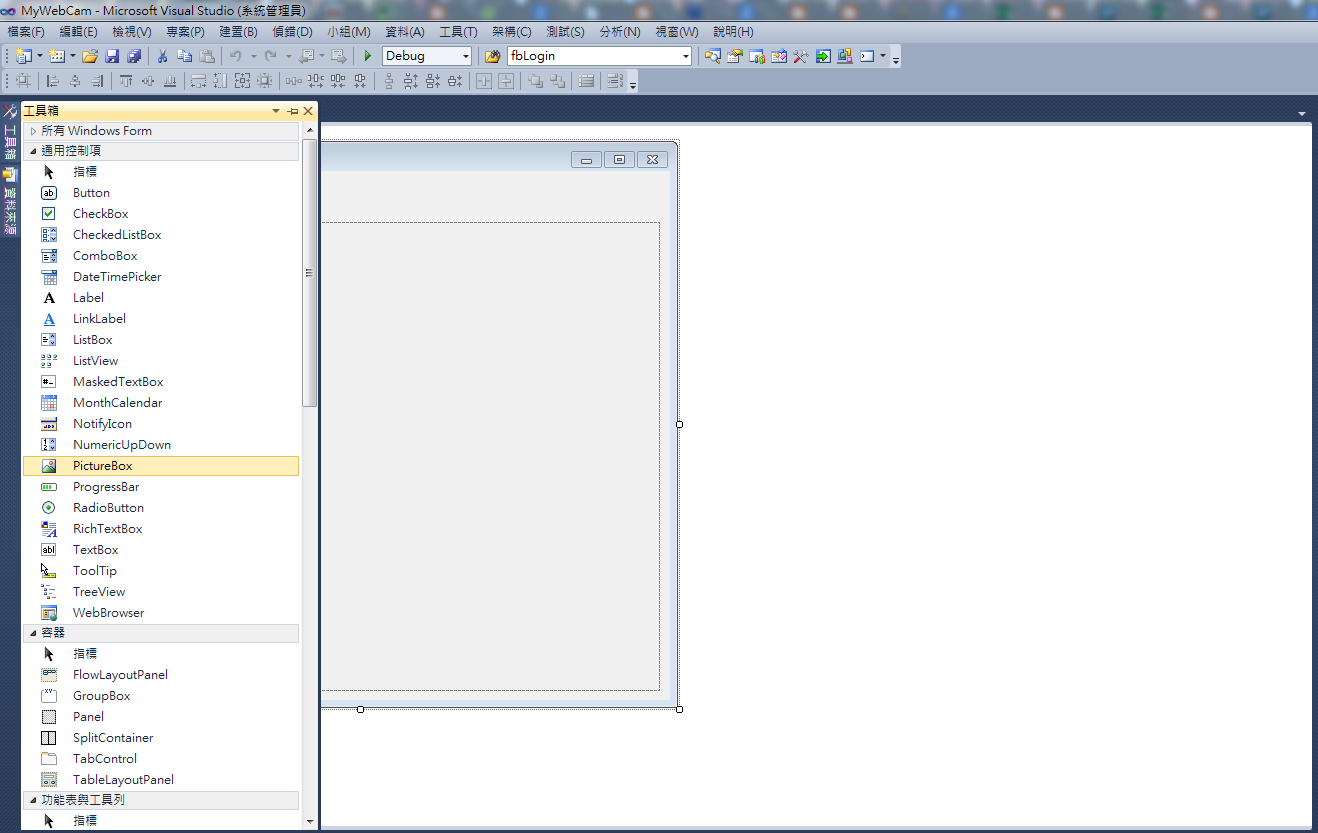 MyWebCam - Microsoft Visual Studio (系統管理員)
檔案(F) 編輯(E) 檢視(V) 專案(P) 建置(B) 偵錯(D) 小組(M) 資料(A) 工具(T) 架構(C) 測試(S) 分析(N) 視窗(W) 說明(H)
Debug fbLogin
工具箱
資料來源
工具箱
所有 Windows Form
通用控制項
指標
Button
CheckBox
CheckedListBox
ComboBox
DateTimePicker
Label
LinkLabel
ListBox
ListView
MaskedTextBox
MonthCalendar
NotifyIcon
NumericUpDown
PictureBox
ProgressBar
RadioButton
RichTextBox
TextBox
ToolTip
TreeView
WebBrowser
容器
指標
FlowLayoutPanel
GroupBox
Panel
SplitContainer
TabControl
TableLayoutPanel
功能表與工具列
指標